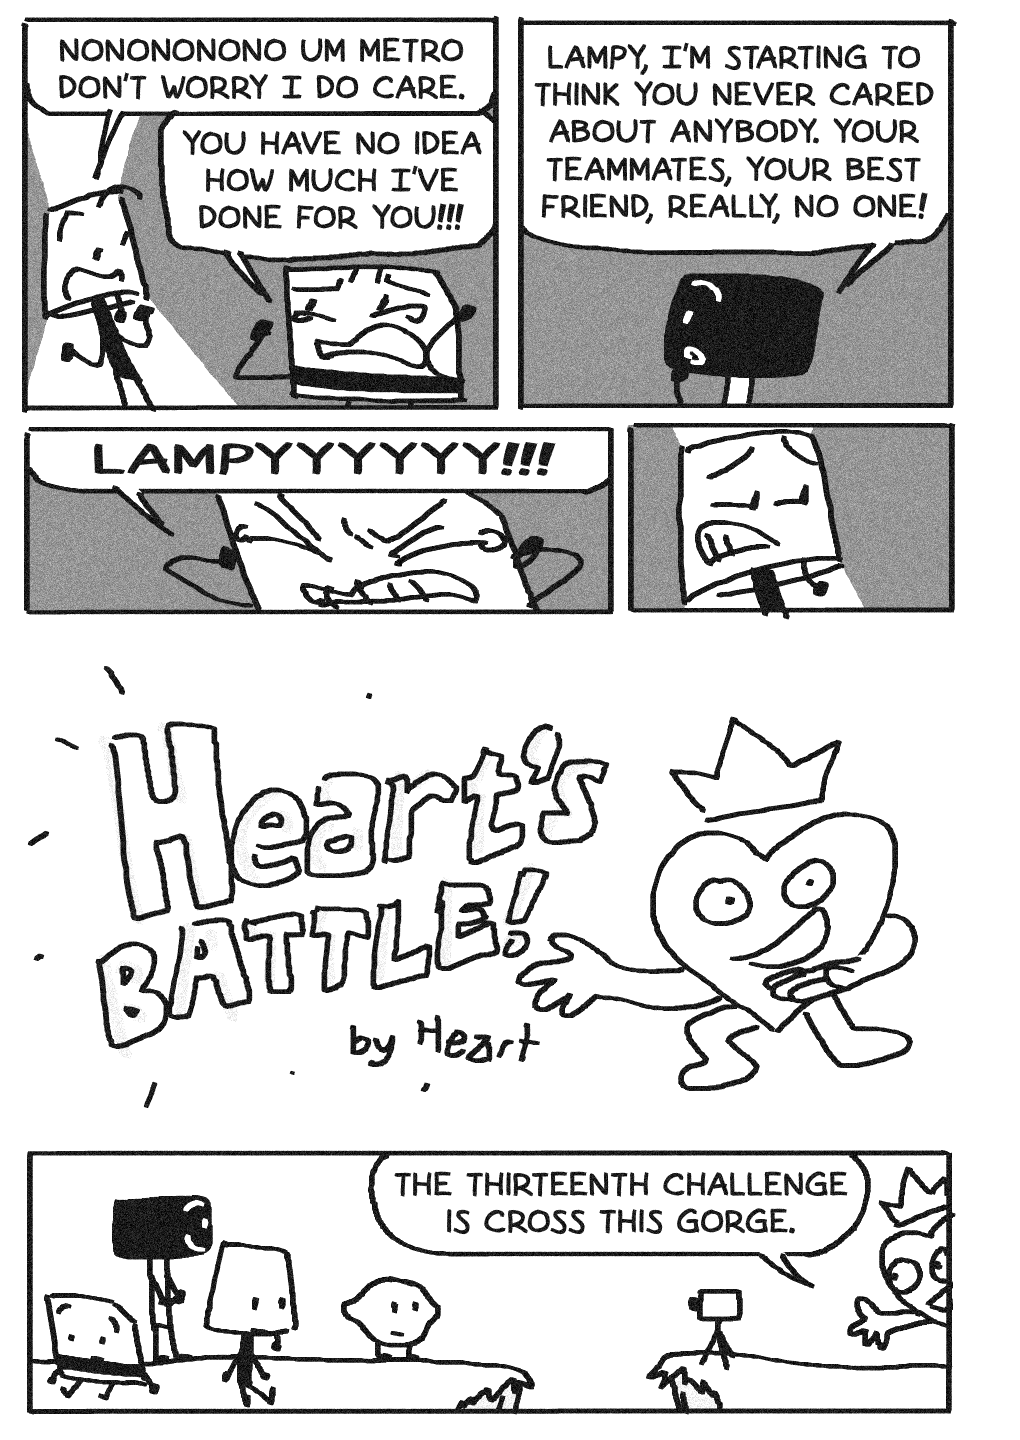 NONONONONO UM METRO
DON'T WORRY I DO CARE.
YOU HAVE NO IDEA
HOW MUCH I'VE
DONE FOR YOU!!!
LAMPY, I'M STARTING TO
THINK YOU NEVER CARED
ABOUT ANYBODY. YOUR
TEAMMATES, YOUR BEST
FRIEND, REALLY, NO ONE!
LAMPYYYYYYY!!!
Heart's
BATTLE!
by Heart
THE THIRTEENTH CHALLENGE
IS CROSS THIS GORGE.